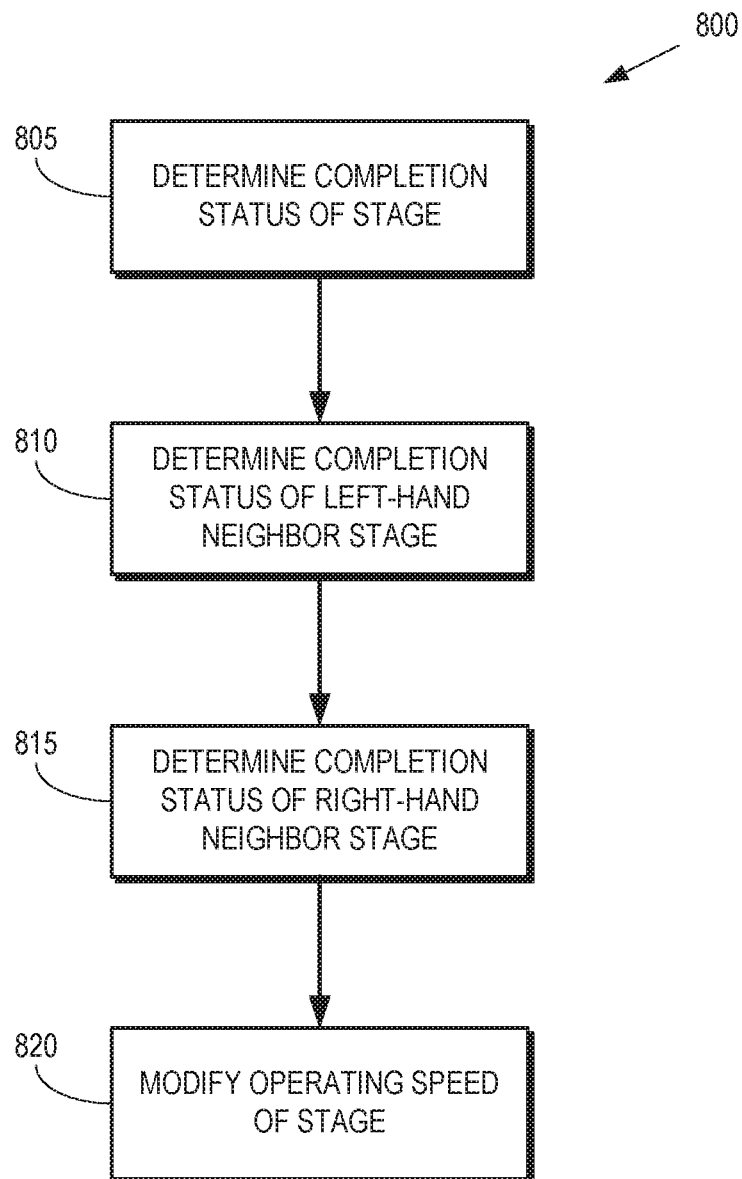 800
805
DETERMINE COMPLETION
STATUS OF STAGE
810
DETERMINE COMPLETION
STATUS OF LEFT-HAND
NEIGHBOR STAGE
815
DETERMINE COMPLETION
STATUS OF RIGHT-HAND
NEIGHBOR STAGE
820
MODIFY OPERATING SPEED
OF STAGE